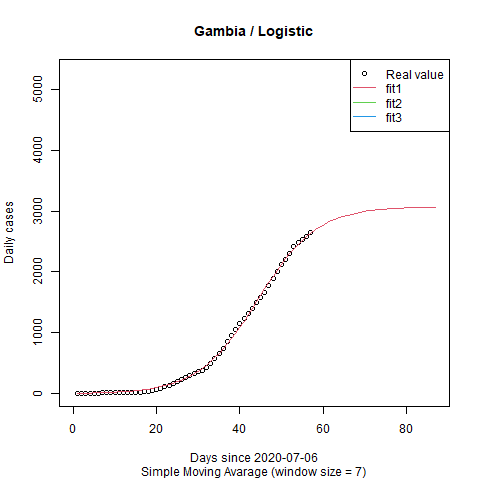 Gambia / Logistic
Real value
fit1
fit2
fit3
Daily cases
5000
4000
3000
2000
1000
0
0 20 40 60 80
Days since 2020-07-06
Simple Moving Avarage (window size = 7)